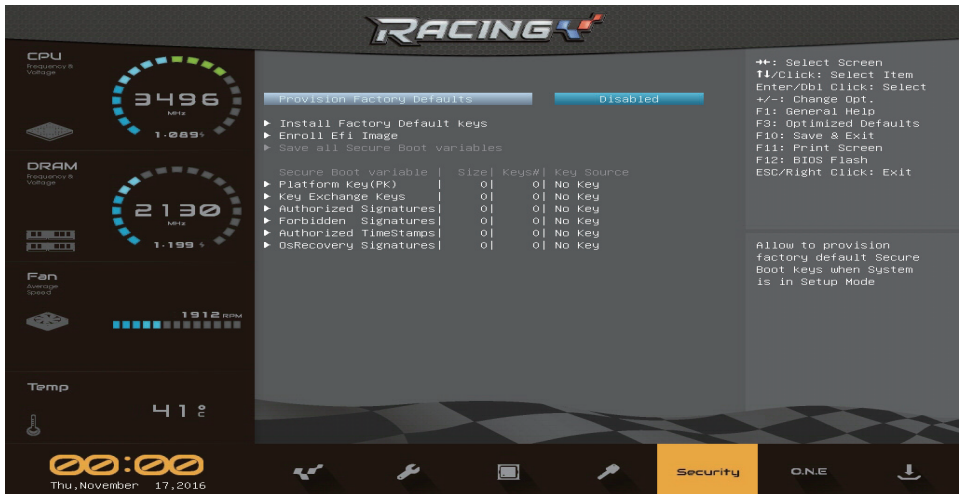 RACING
CPU
Frequency &
Voltage
3496
MHz
1.089 v
DRAM
Frequency &
Voltage
2130
MHz
1.199 v
Fan
Average
Speed
1912 RPM
Temp
41 °C
00:00
Thu,November 17,2016
Provision Factory Defaults Disabled
▶ Install Factory Default keys
▶ Enroll Efi Image
▶ Save all Secure Boot variables
Secure Boot variable | Size| Keys#| Key Source
▶ Platform Key(PK) | 0| 0| No Key
▶ Key Exchange Keys | 0| 0| No Key
▶ Authorized Signatures| 0| 0| No Key
▶ Forbidden Signatures| 0| 0| No Key
▶ Authorized TimeStamps| 0| 0| No Key
▶ OsRecovery Signatures| 0| 0| No Key
→←: Select Screen
↑↓/Click: Select Item
Enter/Dbl Click: Select
+/-: Change Opt.
F1: General Help
F3: Optimized Defaults
F10: Save & Exit
F11: Print Screen
F12: BIOS Flash
ESC/Right Click: Exit
Allow to provision
factory default Secure
Boot keys when System
is in Setup Mode
Security
O.N.E